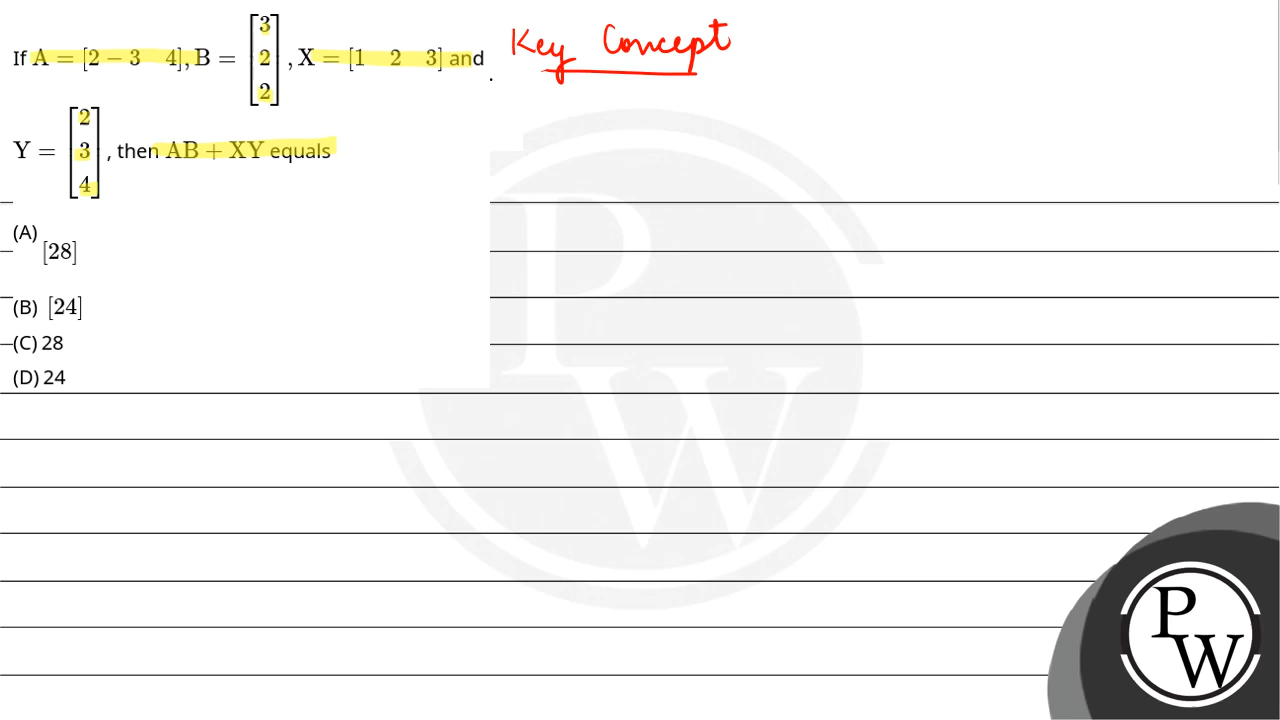 If A = [2 − 3 4], B = [3 2 2], X = [1 2 3] and
Key Concept
Y = [2 3 4], then AB + XY equals
(A) [28]
(B) [24]
(C) 28
(D) 24
PW
PW